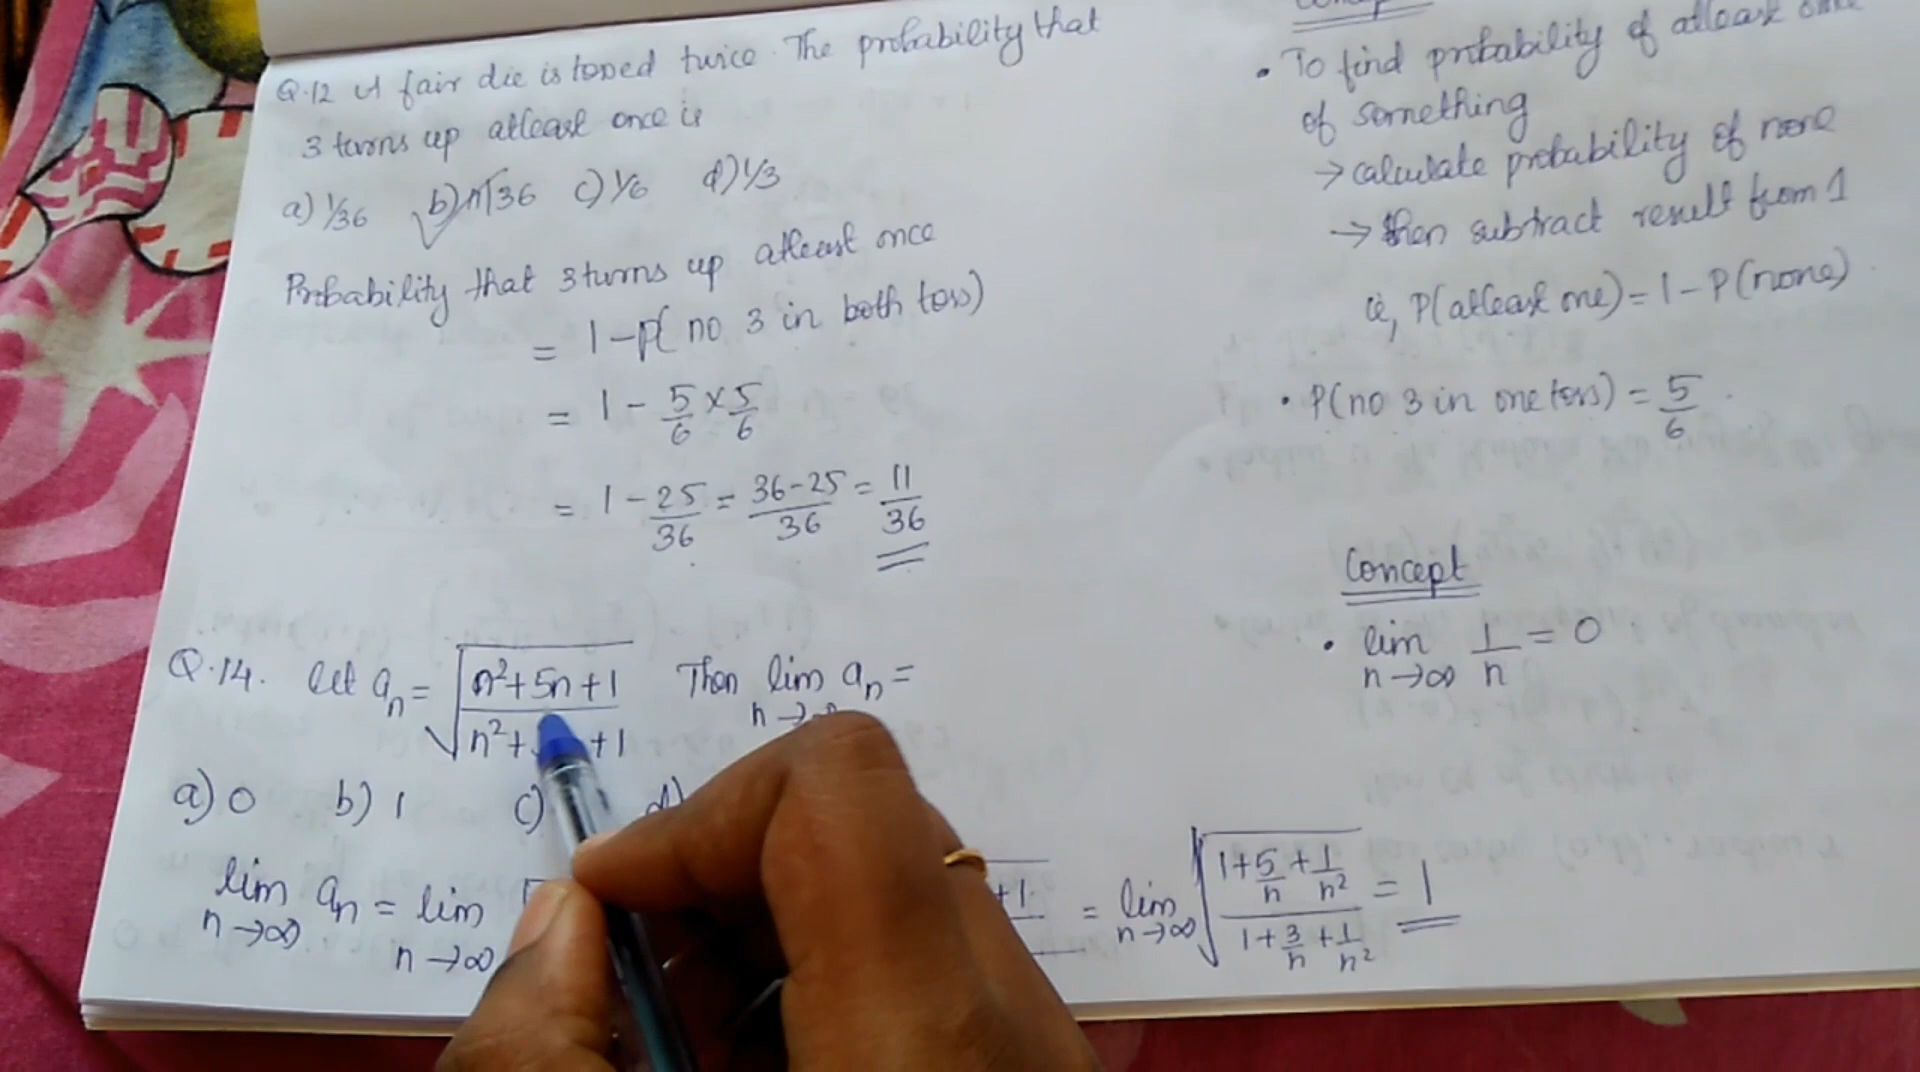 Q.12 A fair die is tossed twice. The probability that
3 turns up atleast once is
a) 1/36 b) 11/36 c) 1/6 d) 1/3
Probability that 3 turns up atleast once
= 1-P( no 3 in both toss)
= 1 - 5/6 × 5/6
= 1 - 25/36 = 36-25/36 = 11/36
Q.14. Let aₙ = √(n²+5n+1 / n²+ +1) Then lim n→ aₙ =
a) 0 b) 1 c) d)
lim n→∞ aₙ = lim n→∞ +1 = lim n→∞ √(1+5/n+1/n² / 1+3/n+1/n²) = 1
• To find probability of atleast one
of something
→ calculate probability of none
→ then subtract result from 1
ie, P(atleast one) = 1-P(none)
• P(no 3 in one toss) = 5/6
Concept
• lim n→∞ 1/n = 0